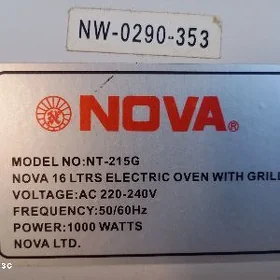 NW-0290-353
NOVA®
MODEL NO:NT-215G
NOVA 16 LTRS ELECTRIC OVEN WITH GRILL
VOLTAGE:AC 220-240V
FREQUENCY:50/60Hz
POWER:1000 WATTS
NOVA LTD.